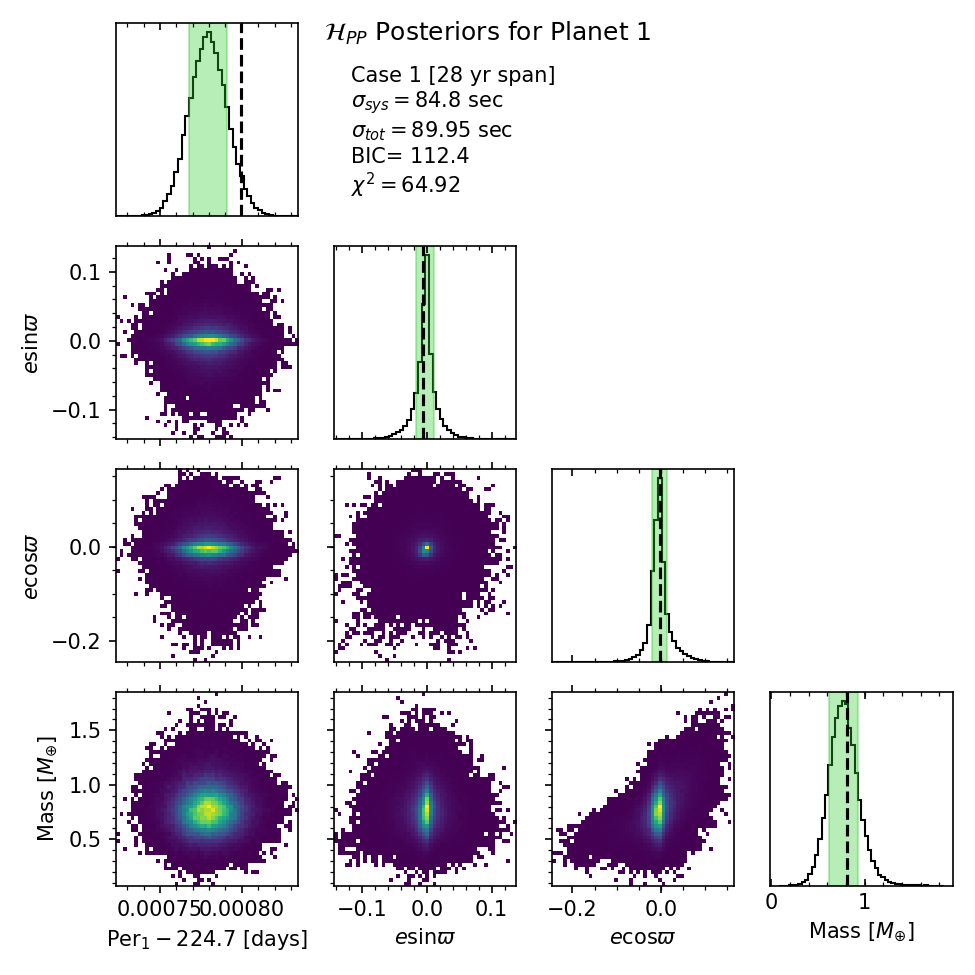 𝓗_PP Posteriors for Planet 1
Case 1 [28 yr span]
σ_sys = 84.8 sec
σ_tot = 89.95 sec
BIC= 112.4
χ² = 64.92
0.1
0.0
−0.1
esinϖ
0.0
−0.2
ecosϖ
1.5
1.0
0.5
Mass [M⊕]
0.00075 0.00080
Per₁ − 224.7 [days]
−0.1 0.0 0.1
esinϖ
−0.2 0.0
ecosϖ
0 1
Mass [M⊕]